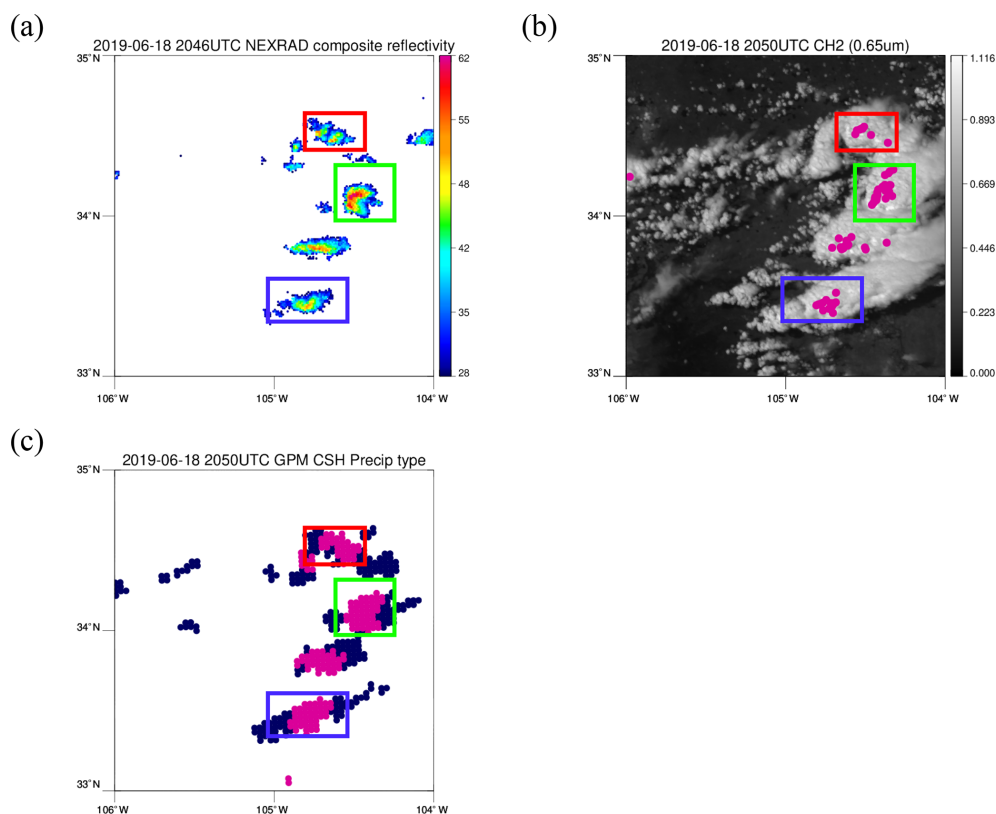 (a)
2019-06-18 2046UTC NEXRAD composite reflectivity
35°N
34°N
33°N
106°W
105°W
104°W
62
55
48
42
35
28
(b)
2019-06-18 2050UTC CH2 (0.65um)
35°N
34°N
33°N
106°W
105°W
104°W
1.116
0.893
0.669
0.446
0.223
0.000
(c)
2019-06-18 2050UTC GPM CSH Precip type
35°N
34°N
33°N
106°W
105°W
104°W